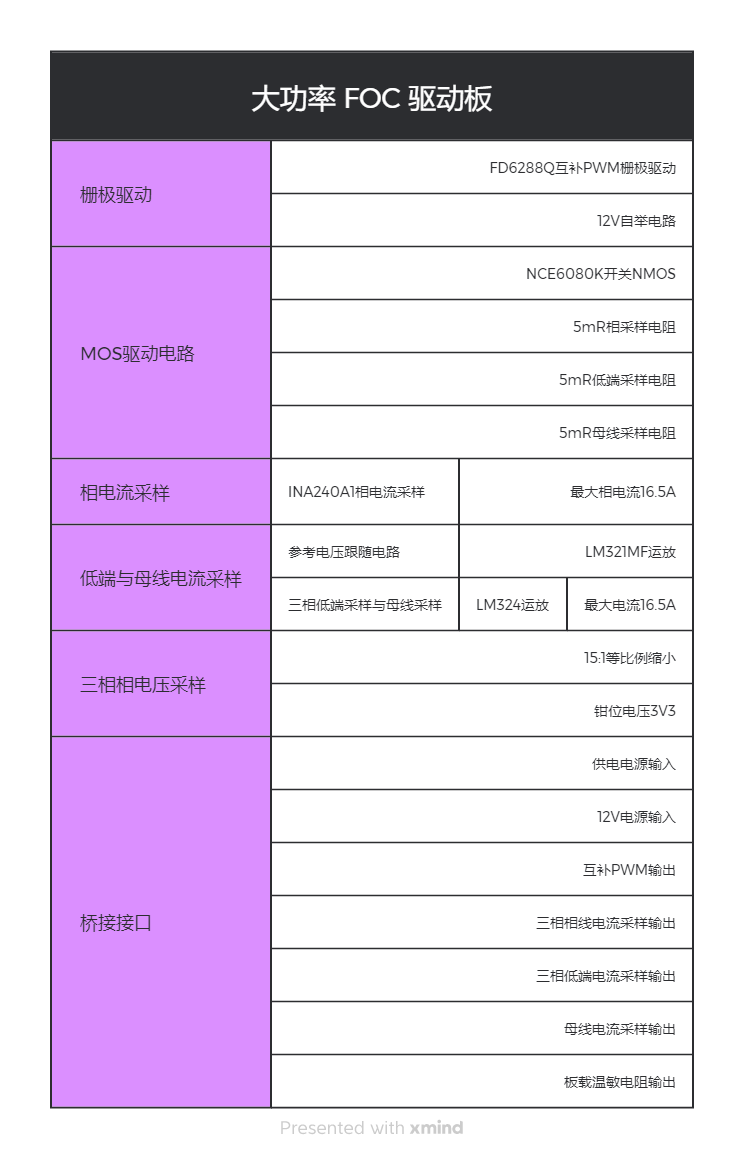 大功率 FOC 驱动板
栅极驱动
FD6288Q互补PWM栅极驱动
12V自举电路
MOS驱动电路
NCE6080K开关NMOS
5mR相采样电阻
5mR低端采样电阻
5mR母线采样电阻
相电流采样
INA240A1相电流采样
最大相电流16.5A
低端与母线电流采样
参考电压跟随电路
LM321MF运放
三相低端采样与母线采样
LM324运放
最大电流16.5A
三相相电压采样
15:1等比例缩小
钳位电压3V3
桥接接口
供电电源输入
12V电源输入
互补PWM输出
三相相线电流采样输出
三相低端电流采样输出
母线电流采样输出
板载温敏电阻输出
Presented with xmind